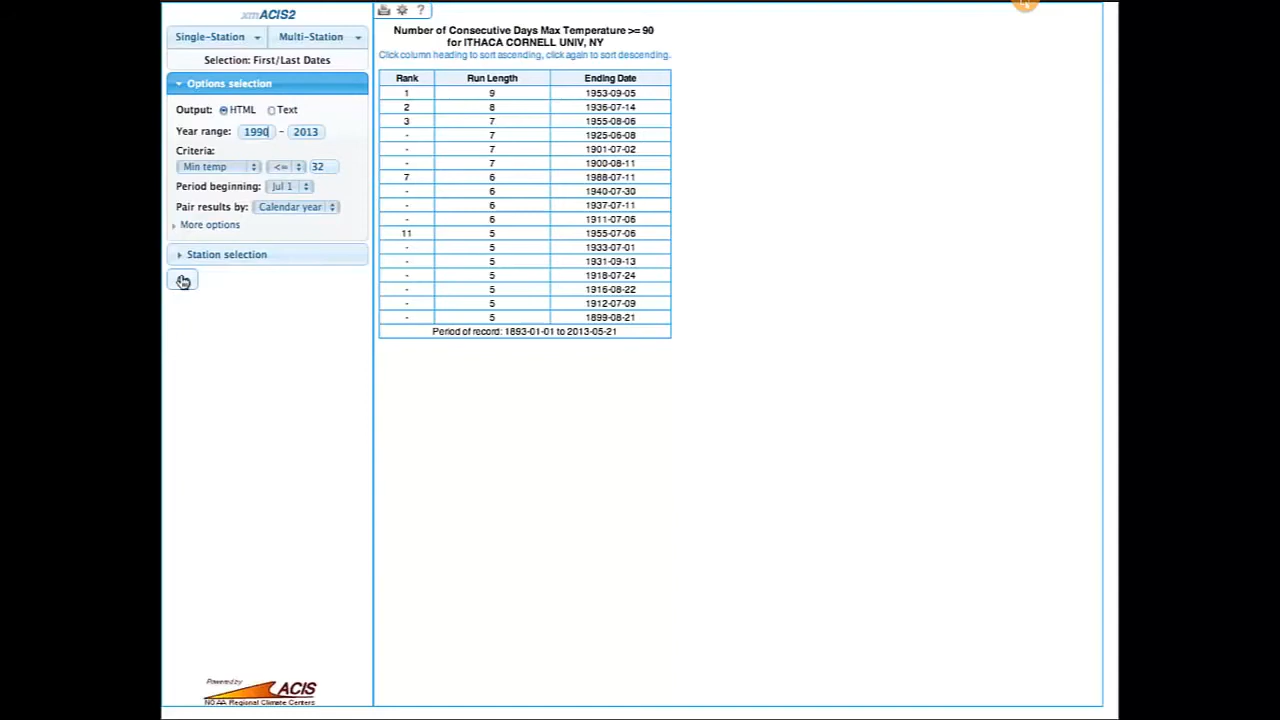 xmACIS2
Single-Station Multi-Station
Selection: First/Last Dates
Options selection
Output: HTML Text
Year range: 1990 - 2013
Criteria:
Min temp <= 32
Period beginning: Jul 1
Pair results by: Calendar year
More options
Station selection
Powered by
ACIS
NOAA Regional Climate Centers
?
Number of Consecutive Days Max Temperature >= 90
for ITHACA CORNELL UNIV, NY
Click column heading to sort ascending, click again to sort descending.
Rank Run Length Ending Date
1 9 1953-09-05
2 8 1936-07-14
3 7 1955-08-06
- 7 1925-06-08
- 7 1901-07-02
- 7 1900-08-11
7 6 1988-07-11
- 6 1940-07-30
- 6 1937-07-11
- 6 1911-07-06
11 5 1955-07-06
- 5 1933-07-01
- 5 1931-09-13
- 5 1918-07-24
- 5 1916-08-22
- 5 1912-07-09
- 5 1899-08-21
Period of record: 1893-01-01 to 2013-05-21